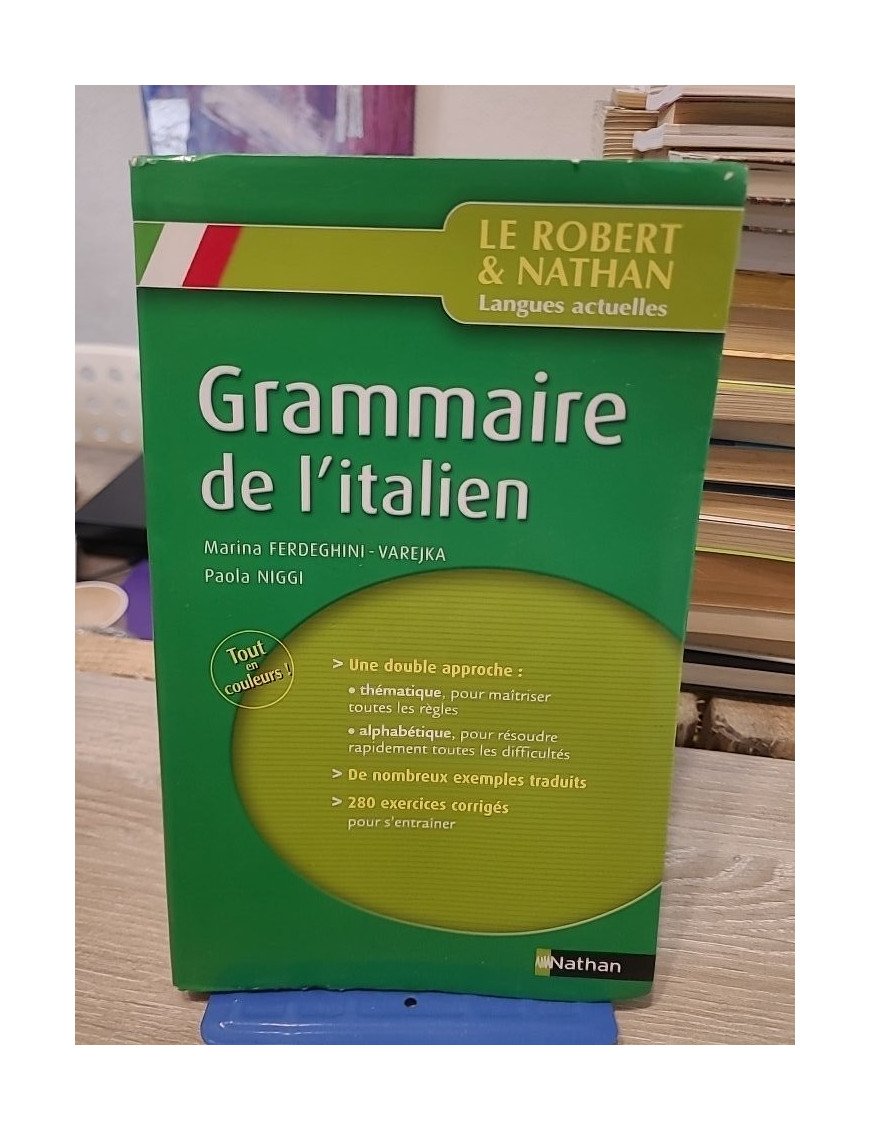 LE ROBERT
& NATHAN
Langues actuelles
Grammaire
de l'italien
Marina FERDEGHINI - VAREJKA
Paola NIGGI
Tout
en
couleurs !
> Une double approche :
• thématique, pour maîtriser
toutes les règles
• alphabétique, pour résoudre
rapidement toutes les difficultés
> De nombreux exemples traduits
> 280 exercices corrigés
pour s'entraîner
Nathan